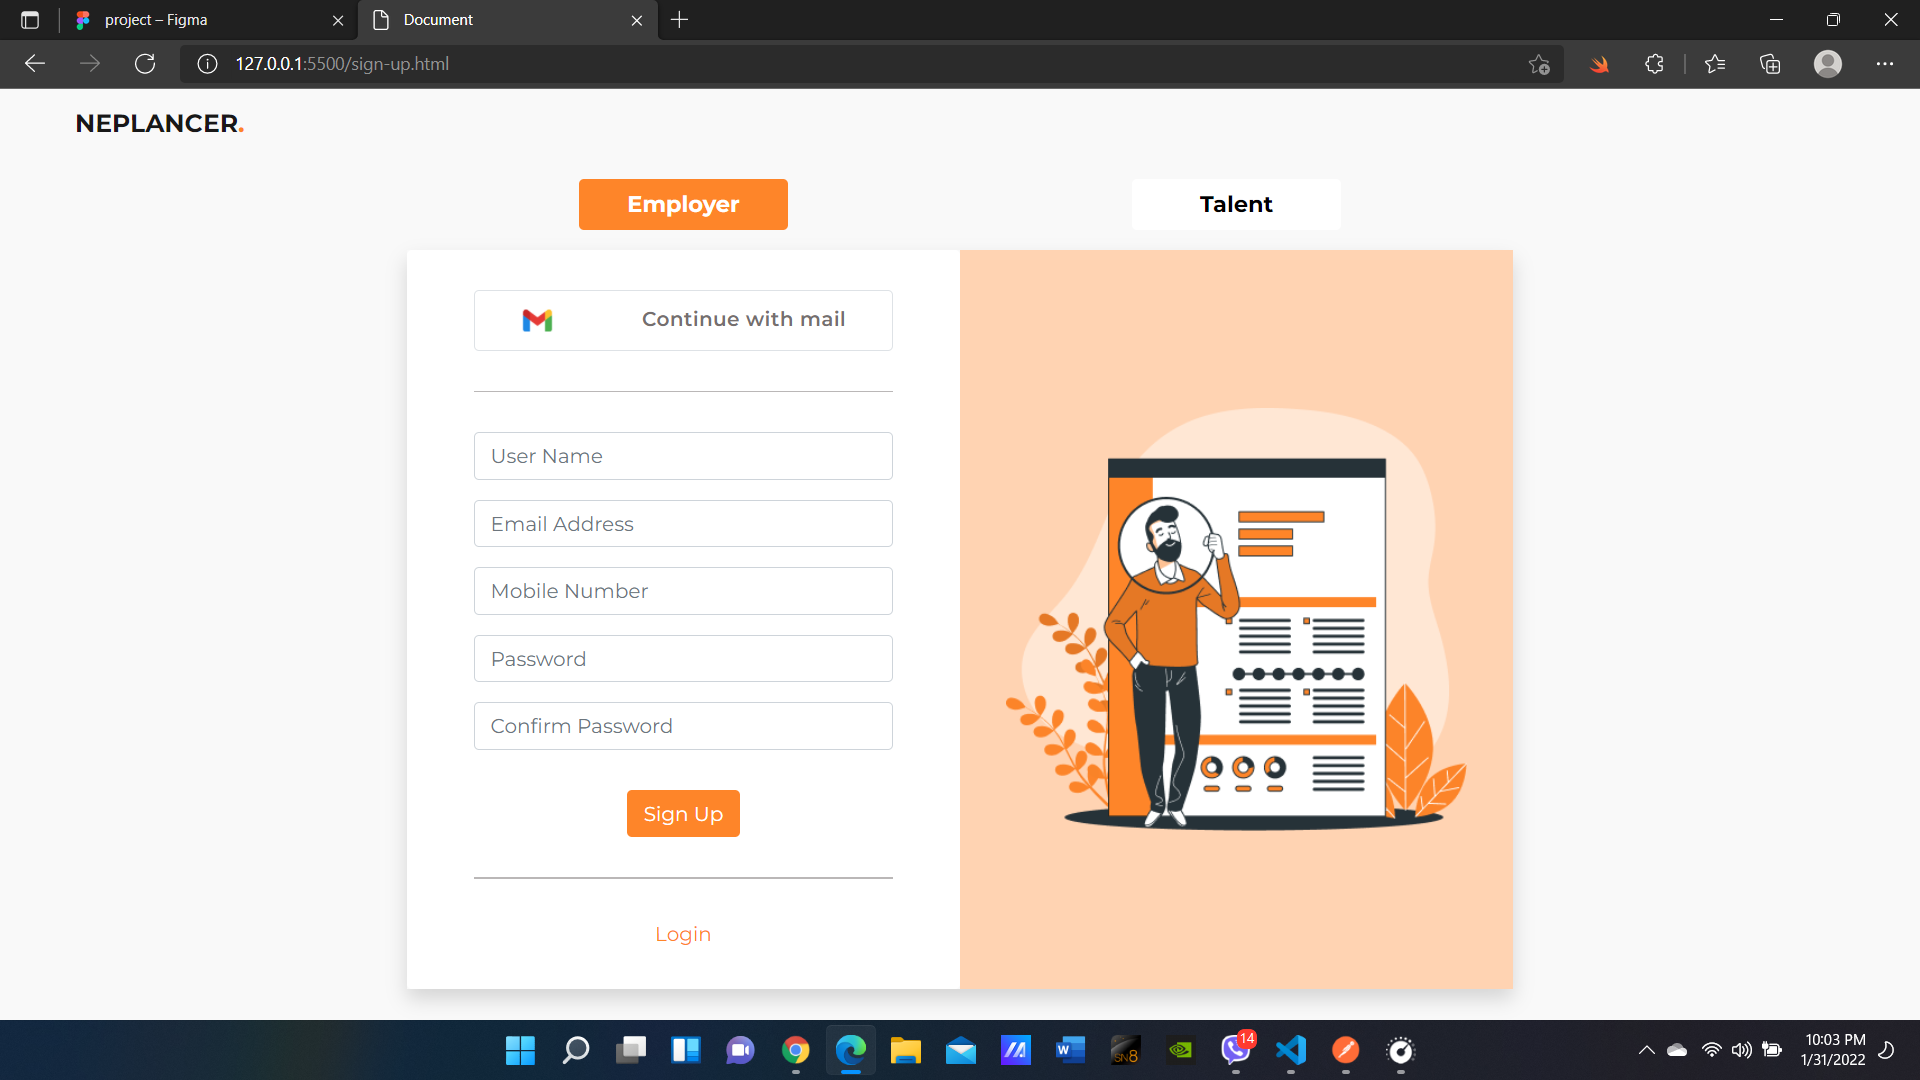 project – Figma
Document
127.0.0.1:5500/sign-up.html
NEPLANCER.
Employer
Talent
Continue with mail
User Name
Email Address
Mobile Number
Password
Confirm Password
Sign Up
Login
W
SN8
14
10:03 PM
1/31/2022